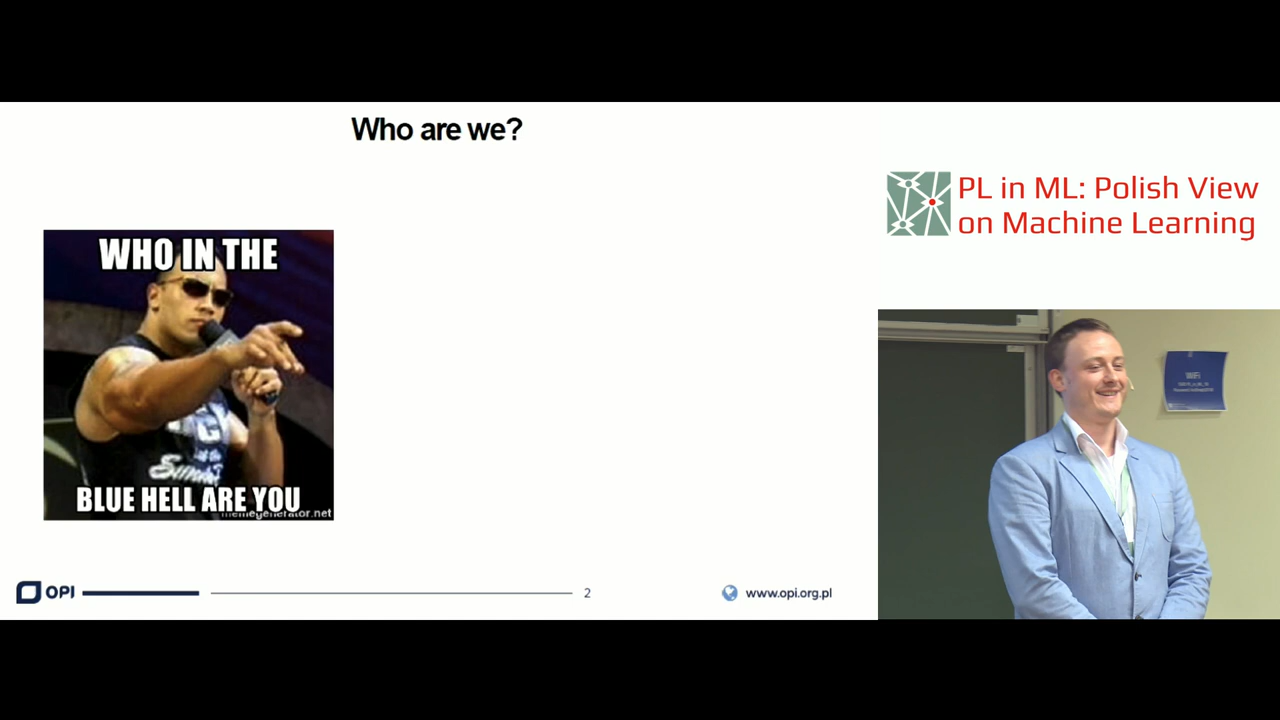 Who are we?
WHO IN THE
BLUE HELL ARE YOU
memegenerator.net
OPI
2
www.opi.org.pl
PL in ML: Polish View
on Machine Learning
WiFi